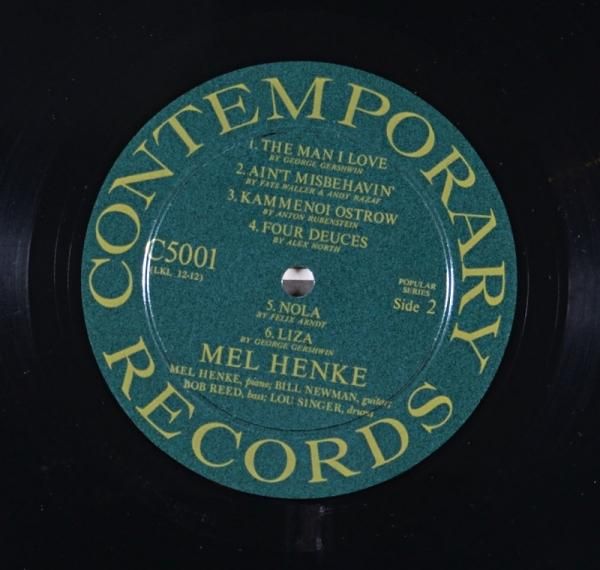 CONTEMPORARY
1. THE MAN I LOVE
BY GEORGE GERSHWIN
2. AIN'T MISBEHAVIN'
BY FATS WALLER & ANDY RAZAF
3. KAMMENOI OSTROW
BY ANTON RUBENSTEIN
4. FOUR DEUCES
BY ALEX NORTH
C5001
(LKL 12-12)
POPULAR
SERIES
Side 2
5. NOLA
BY FELIX ARNDT
6. LIZA
BY GEORGE GERSHWIN
MEL HENKE
MEL HENKE, piano; BILL NEWMAN, guitar;
BOB REED, bass; LOU SINGER, drums
RECORDS